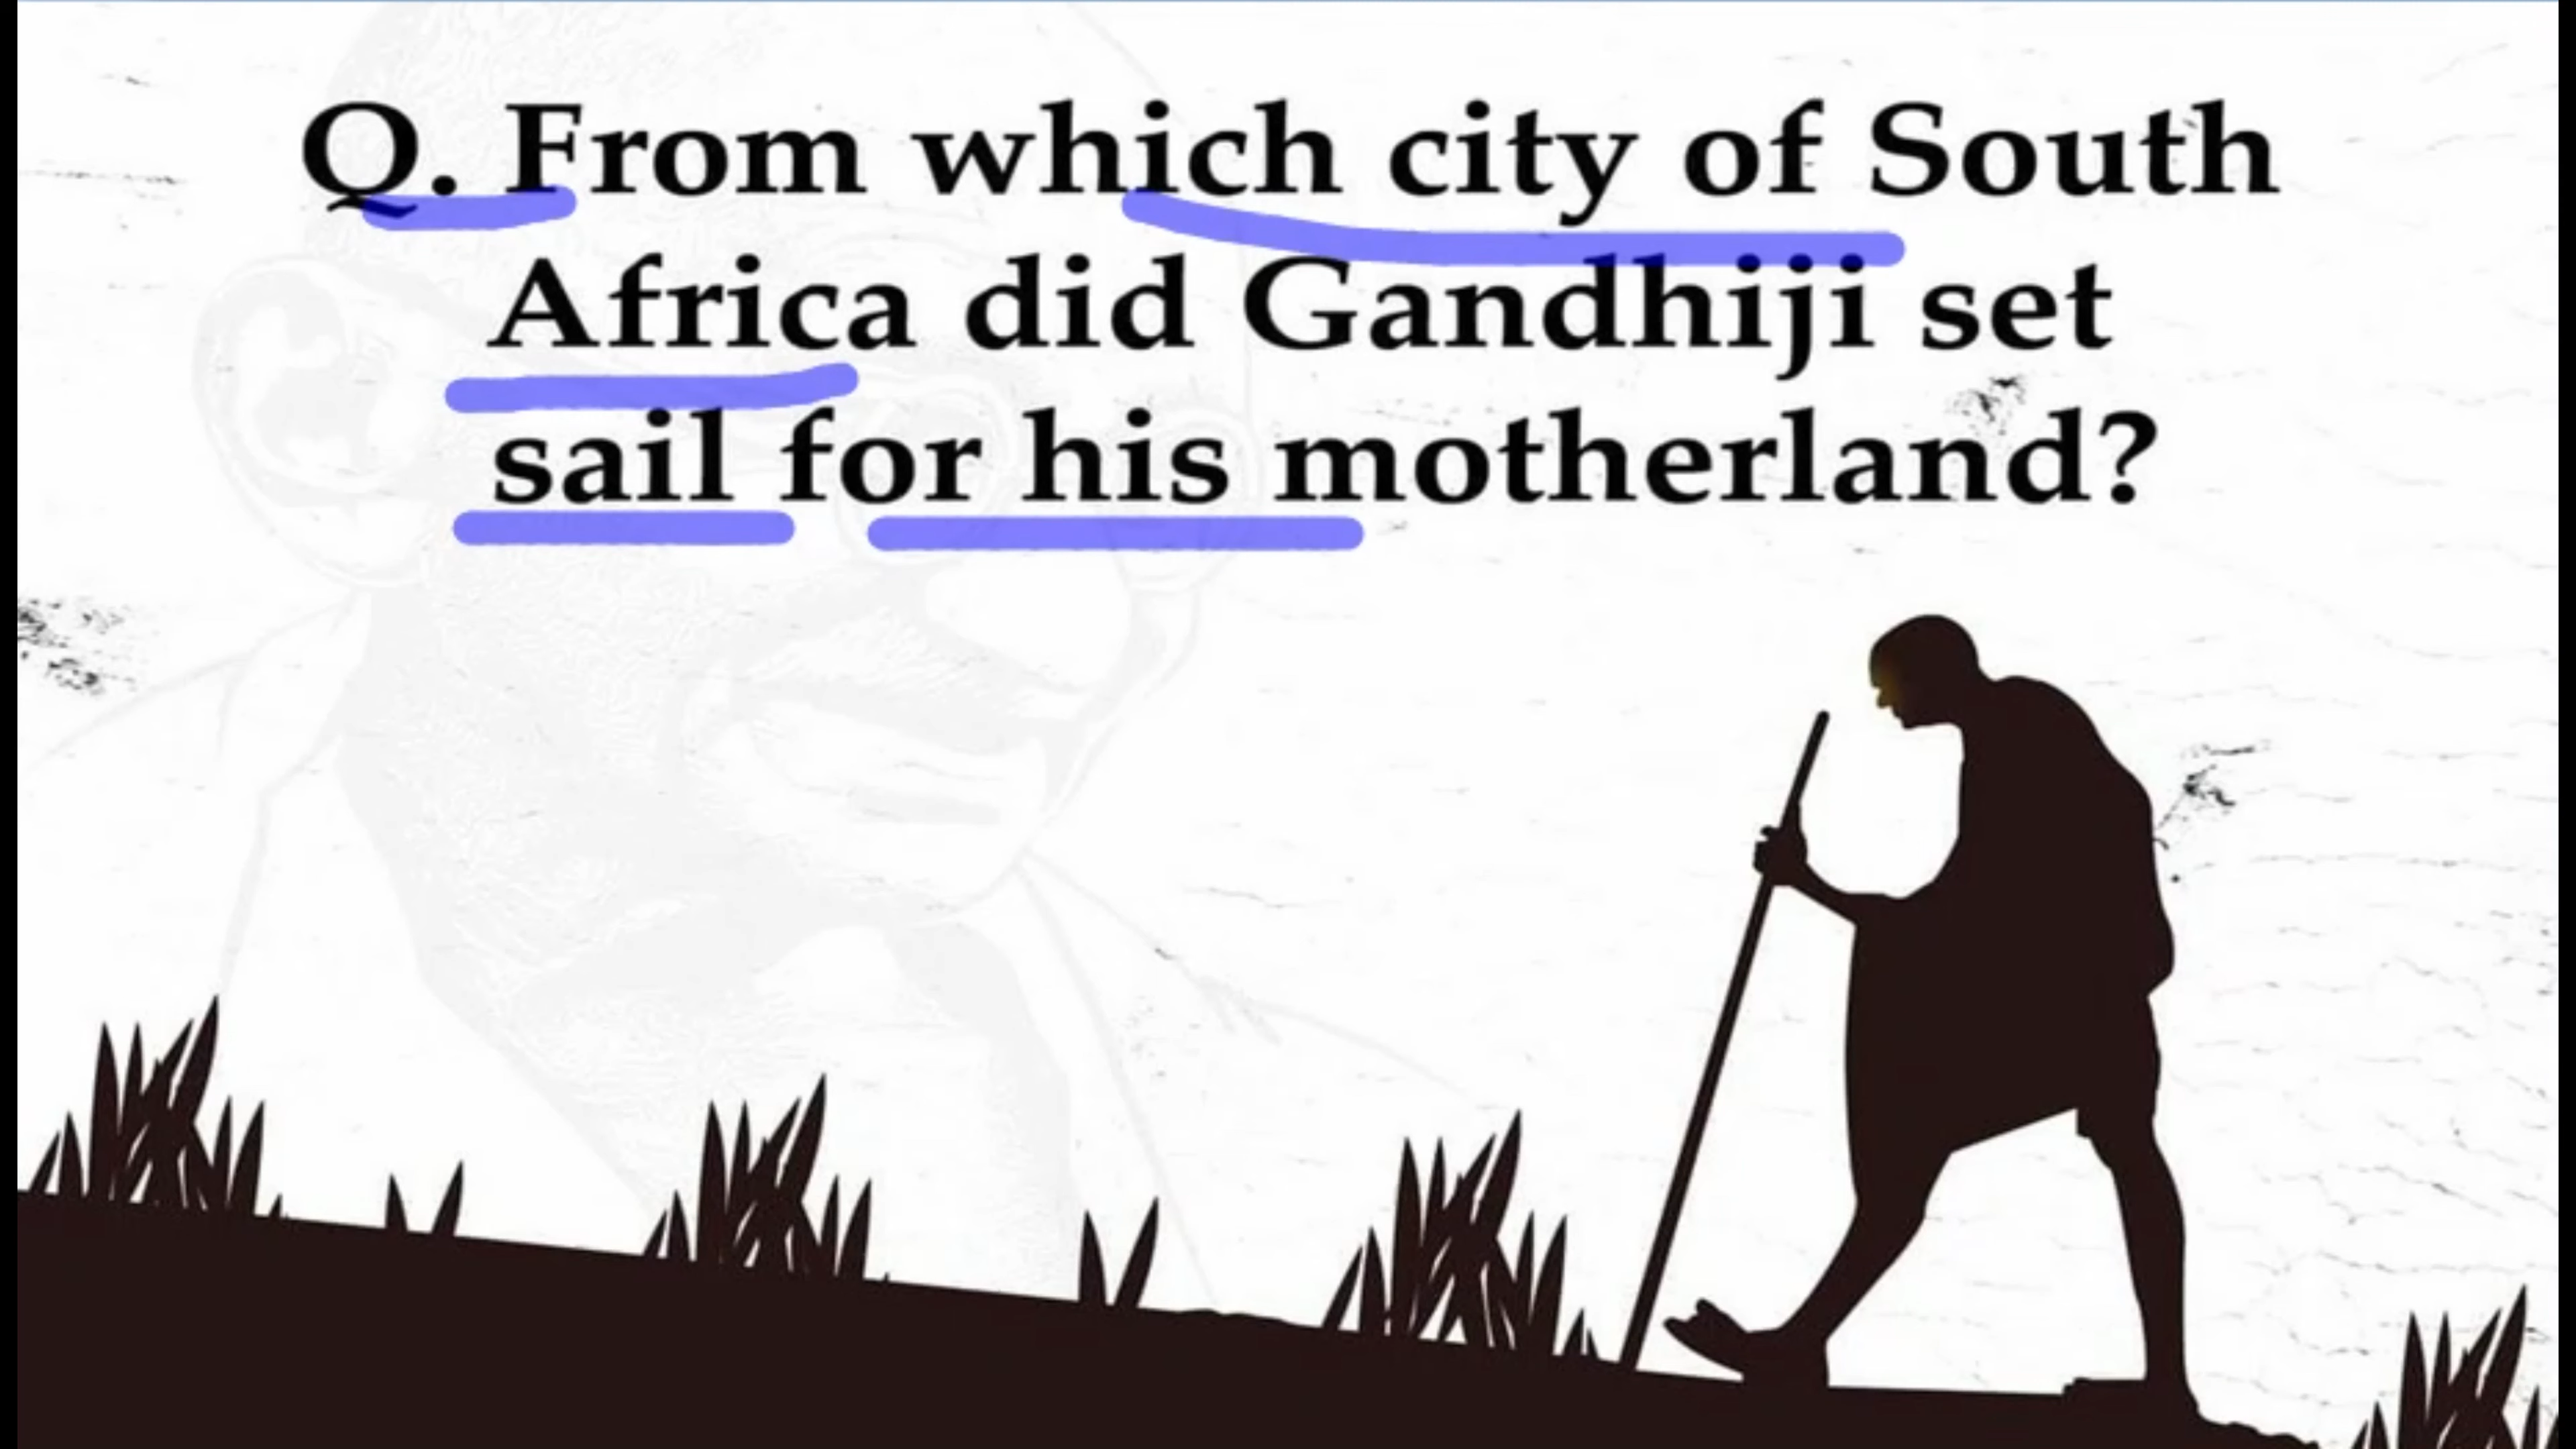 Q. From which city of South
Africa did Gandhiji set
sail for his motherland?